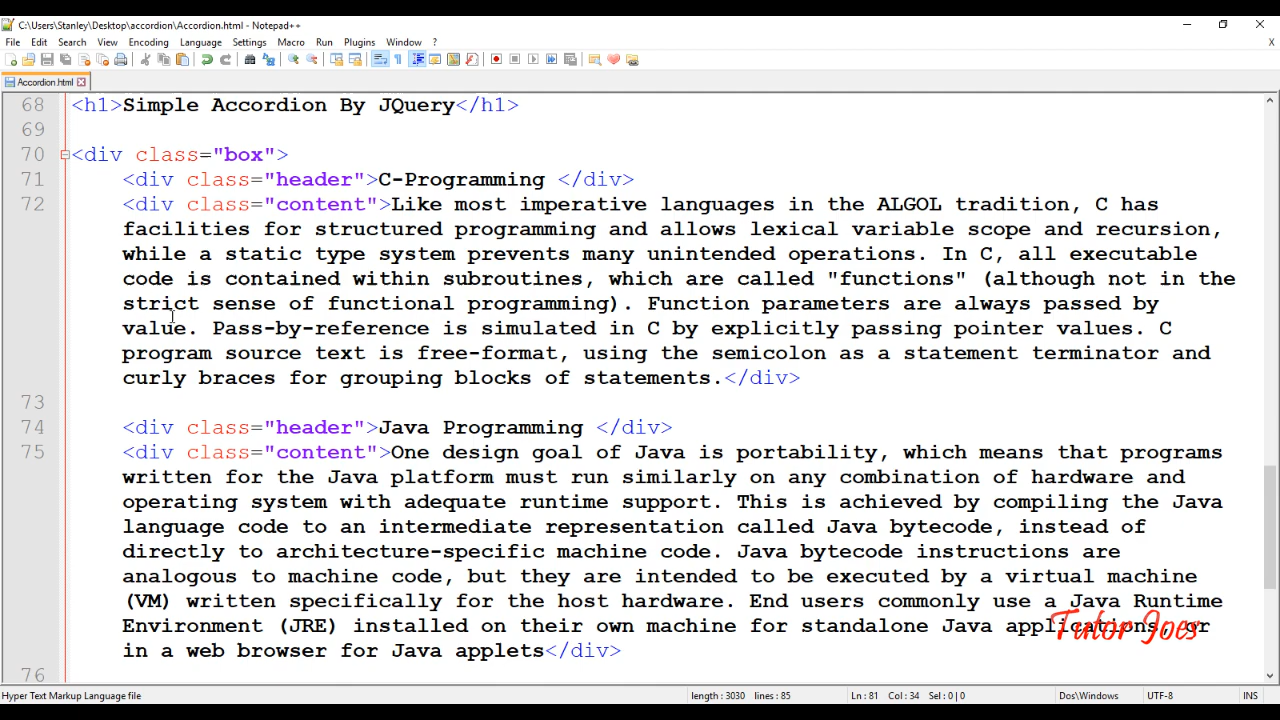 C:\Users\Stanley\Desktop\accordion\Accordion.html - Notepad++
File Edit Search View Encoding Language Settings Macro Run Plugins Window ? X
Accordion.html
68 <h1>Simple Accordion By JQuery</h1>
69
70 <div class="box">
71 <div class="header">C-Programming </div>
72 <div class="content">Like most imperative languages in the ALGOL tradition, C has
facilities for structured programming and allows lexical variable scope and recursion,
while a static type system prevents many unintended operations. In C, all executable
code is contained within subroutines, which are called "functions" (although not in the
strict sense of functional programming). Function parameters are always passed by
value. Pass-by-reference is simulated in C by explicitly passing pointer values. C
program source text is free-format, using the semicolon as a statement terminator and
curly braces for grouping blocks of statements.</div>
73
74 <div class="header">Java Programming </div>
75 <div class="content">One design goal of Java is portability, which means that programs
written for the Java platform must run similarly on any combination of hardware and
operating system with adequate runtime support. This is achieved by compiling the Java
language code to an intermediate representation called Java bytecode, instead of
directly to architecture-specific machine code. Java bytecode instructions are
analogous to machine code, but they are intended to be executed by a virtual machine
(VM) written specifically for the host hardware. End users commonly use a Java Runtime
Environment (JRE) installed on their own machine for standalone Java applications, or
in a web browser for Java applets</div>
76
Tutor Joes
Hyper Text Markup Language file length : 3030 lines : 85 Ln : 81 Col : 34 Sel : 0 | 0 Dos\Windows UTF-8 INS